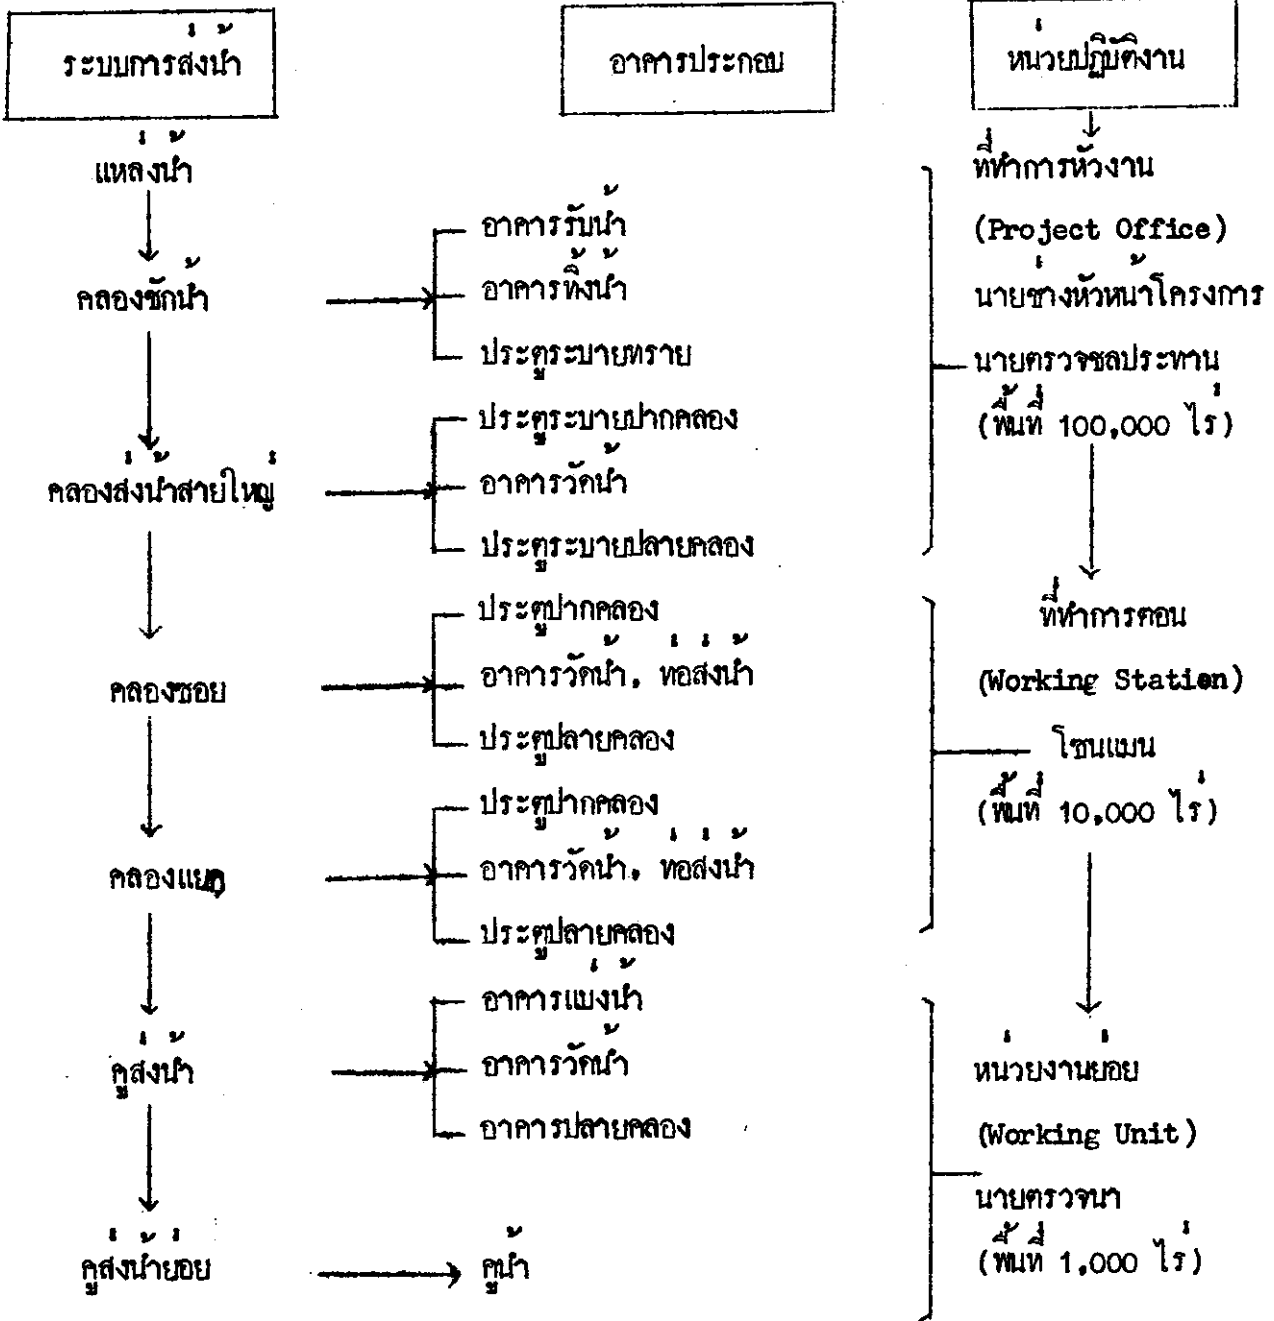 ระบบการส่งน้ำ
อาคารประกอบ
หน่วยปฏิบัติงาน
แหล่งน้ำ
คลองชักน้ำ
คลองส่งน้ำสายใหญ่
คลองซอย
คลองแยก
คูส่งน้ำ
คูส่งน้ำย่อย
อาคารรับน้ำ
อาคารทิ้งน้ำ
ประตูระบายทราย
ประตูระบายปากคลอง
อาคารวัดน้ำ
ประตูระบายปลายคลอง
ประตูปากคลอง
อาคารวัดน้ำ, ท่อส่งน้ำ
ประตูปลายคลอง
ประตูปากคลอง
อาคารวัดน้ำ, ท่อส่งน้ำ
ประตูปลายคลอง
อาคารแบ่งน้ำ
อาคารวัดน้ำ
อาคารปลายคลอง
คูน้ำ
ที่ทำการหัวงาน
(Project Office)
นายช่างหัวหน้าโครงการ
นายตรวจชลประทาน
(พื้นที่ 100,000 ไร่)
ที่ทำการตอน
(Working Station)
โซนแมน
(พื้นที่ 10,000 ไร่)
หน่วยงานย่อย
(Working Unit)
นายตรวจนา
(พื้นที่ 1,000 ไร่)